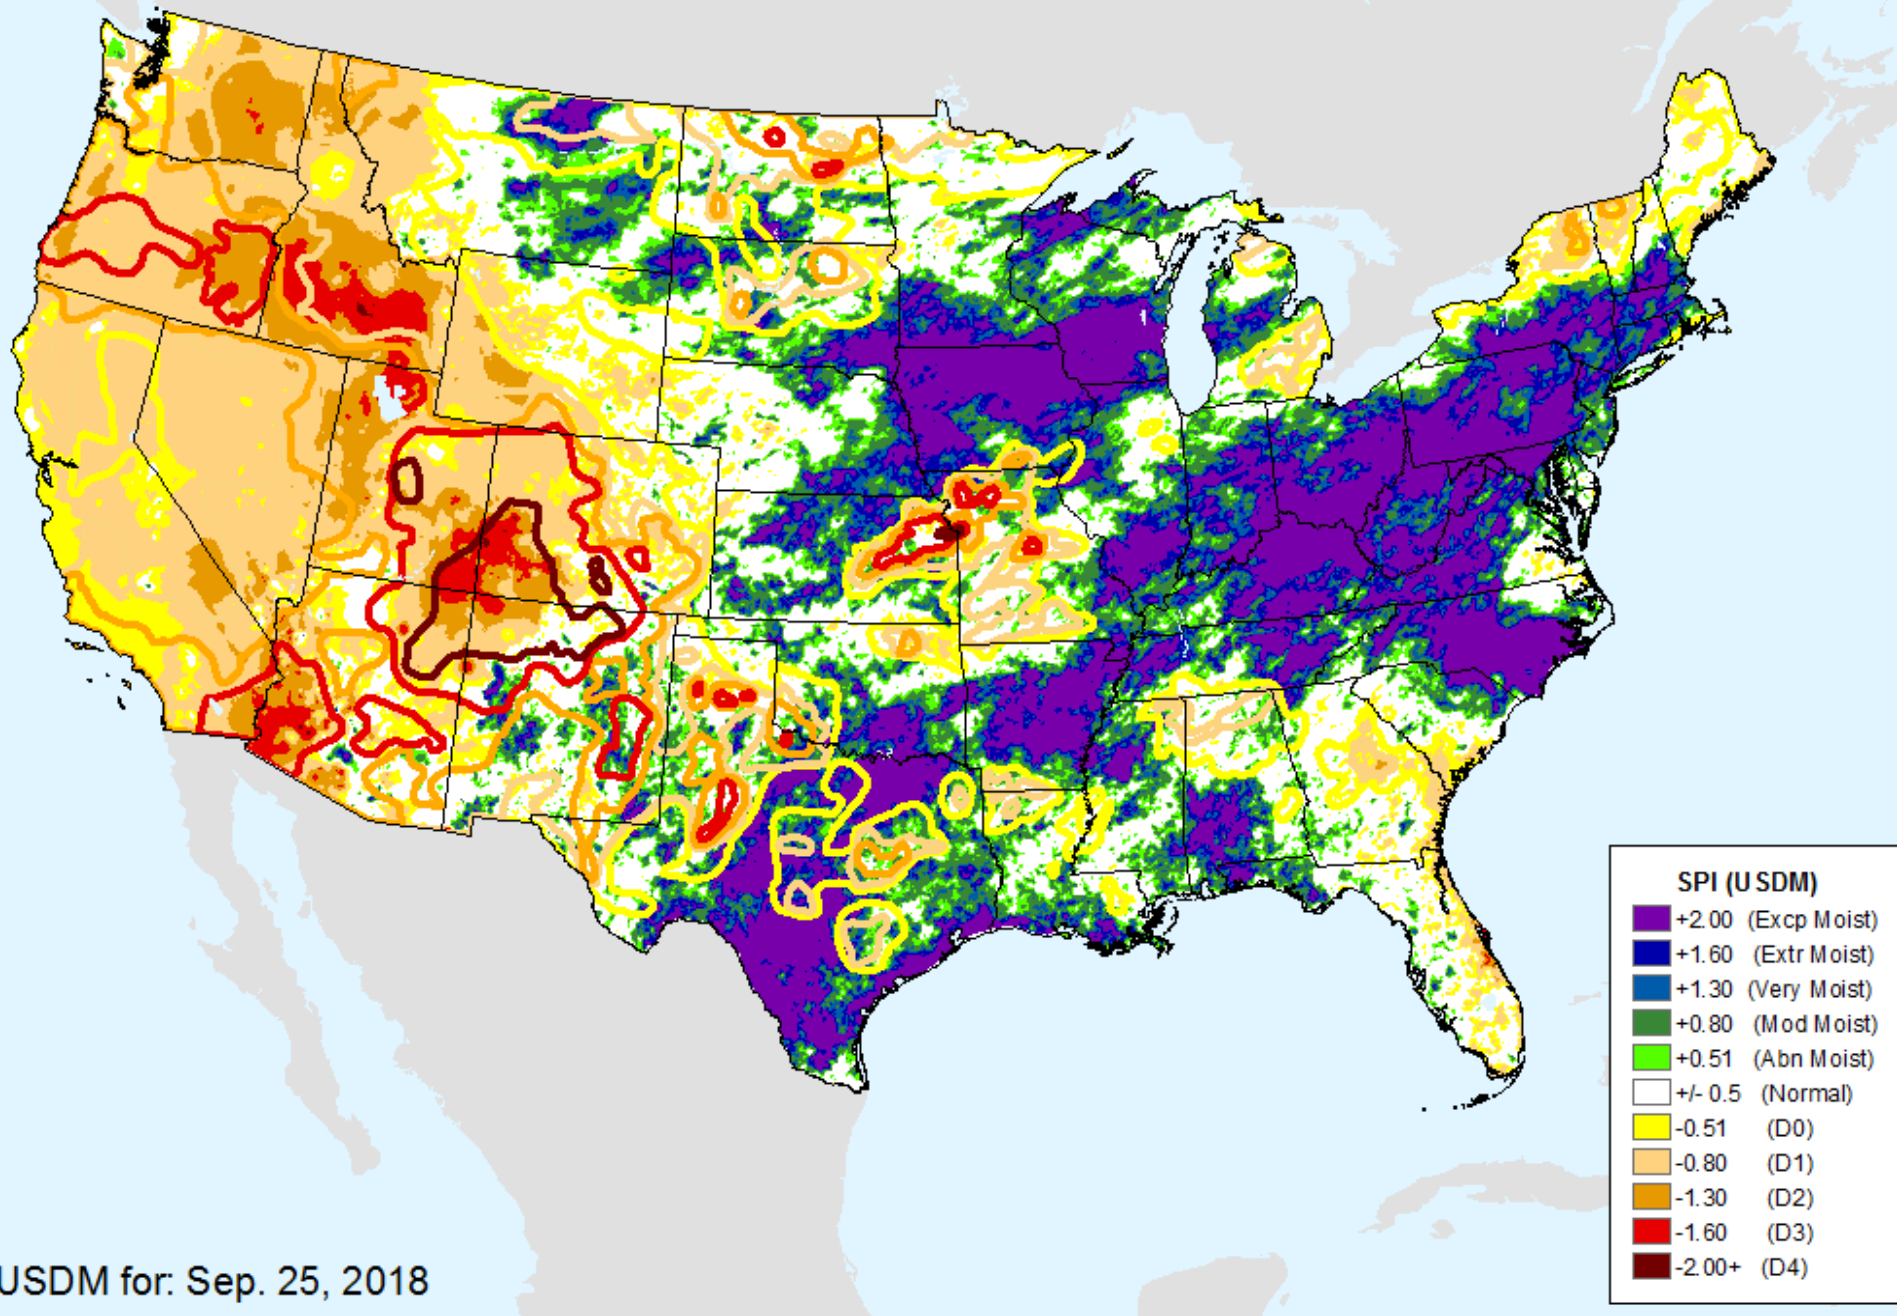 SPI (USDM)
+2.00 (Excp Moist)
+1.60 (Extr Moist)
+1.30 (Very Moist)
+0.80 (Mod Moist)
+0.51 (Abn Moist)
+/- 0.5 (Normal)
-0.51 (D0)
-0.80 (D1)
-1.30 (D2)
-1.60 (D3)
-2.00+ (D4)
USDM for: Sep. 25, 2018